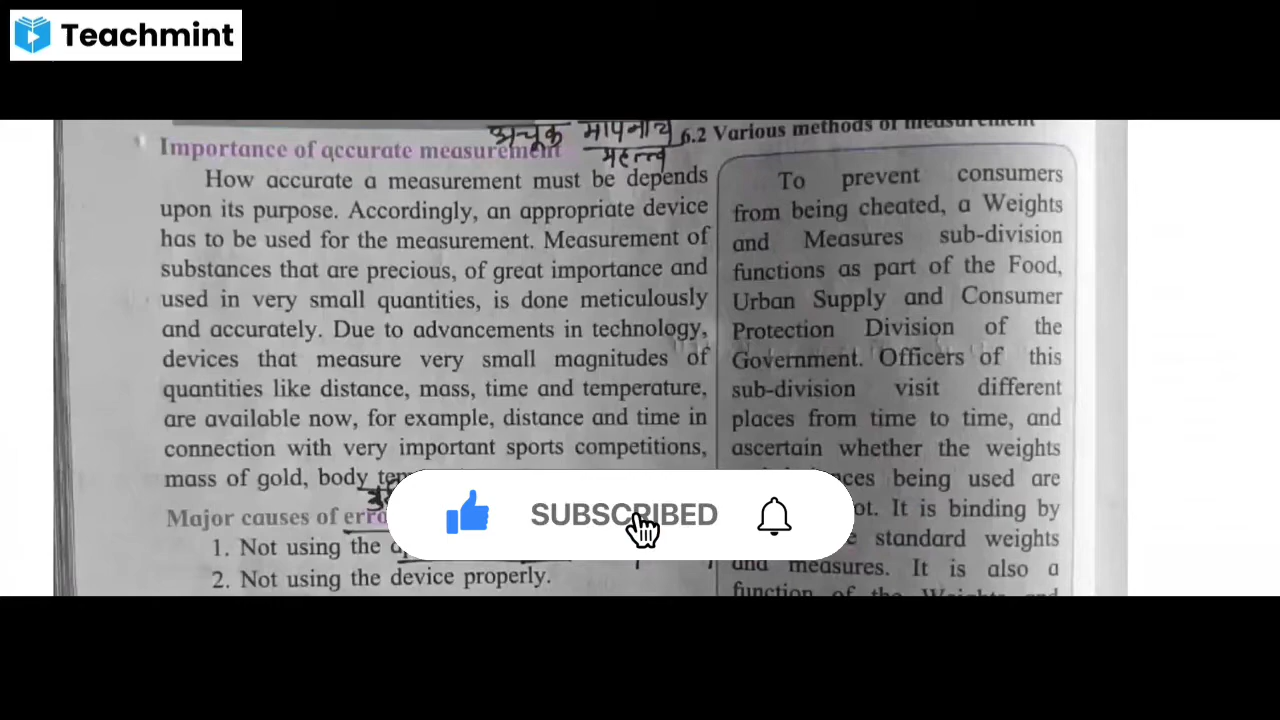 Teachmint
अचूक मापनाचे
महत्त्व
6.2 Various methods of measurement
Importance of accurate measurement
How accurate a measurement must be depends
upon its purpose. Accordingly, an appropriate device
has to be used for the measurement. Measurement of
substances that are precious, of great importance and
used in very small quantities, is done meticulously
and accurately. Due to advancements in technology,
devices that measure very small magnitudes of
quantities like distance, mass, time and temperature,
are available now, for example, distance and time in
connection with very important sports competitions,
mass of gold, body
Major causes of
1. Not using the
2. Not using the device properly.
To prevent consumers
from being cheated, a Weights
and Measures sub-division
functions as part of the Food,
Urban Supply and Consumer
Protection Division of the
Government. Officers of this
sub-division visit different
places from time to time, and
ascertain whether the weights
being used are
It is binding by
standard weights
and measures. It is also a
function of the Weights and
SUBSCRIBED